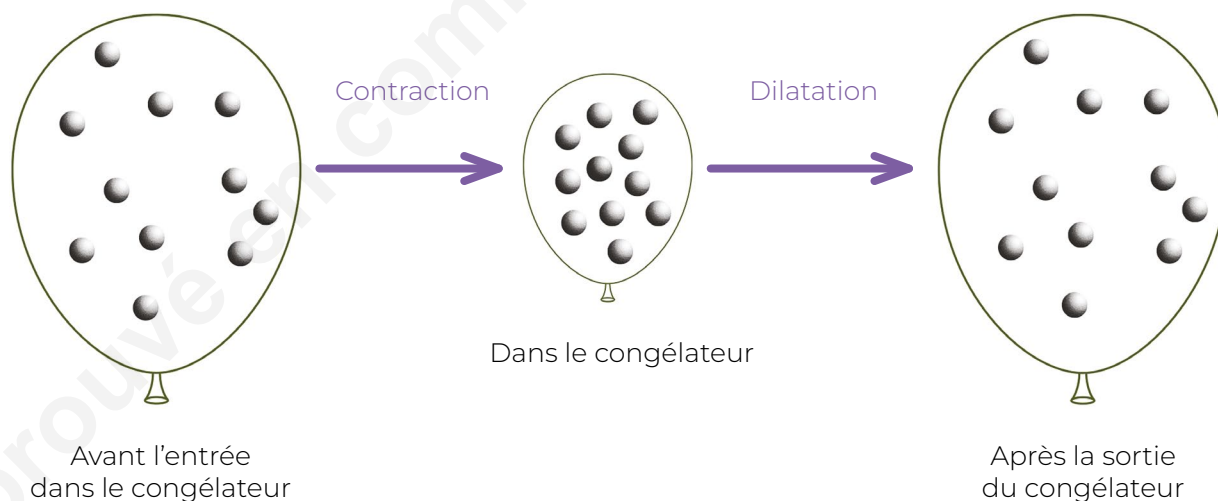 Contraction
Dilatation
Dans le congélateur
Avant l'entrée
dans le congélateur
Après la sortie
du congélateur